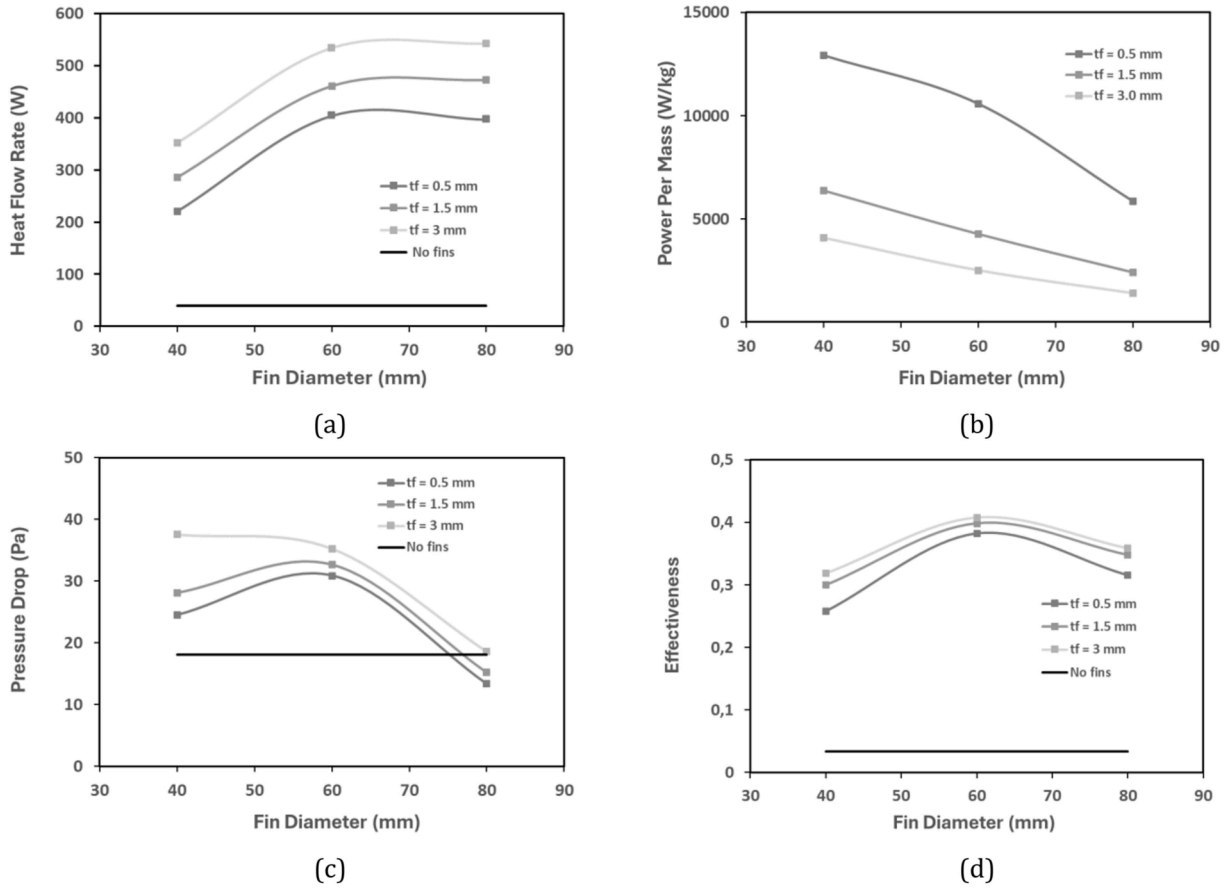 600
500
400
300
200
100
0
Heat Flow Rate (W)
tf = 0.5 mm
tf = 1.5 mm
tf = 3 mm
No fins
30 40 50 60 70 80 90
Fin Diameter (mm)
(a)
15000
10000
5000
0
Power Per Mass (W/kg)
tf = 0.5 mm
tf = 1.5 mm
tf = 3.0 mm
30 40 50 60 70 80 90
Fin Diameter (mm)
(b)
50
40
30
20
10
0
Pressure Drop (Pa)
tf = 0.5 mm
tf = 1.5 mm
tf = 3 mm
No fins
30 40 50 60 70 80 90
Fin Diameter (mm)
(c)
0,5
0,4
0,3
0,2
0,1
0
Effectiveness
tf = 0.5 mm
tf = 1.5 mm
tf = 3 mm
No fins
30 40 50 60 70 80 90
Fin Diameter (mm)
(d)